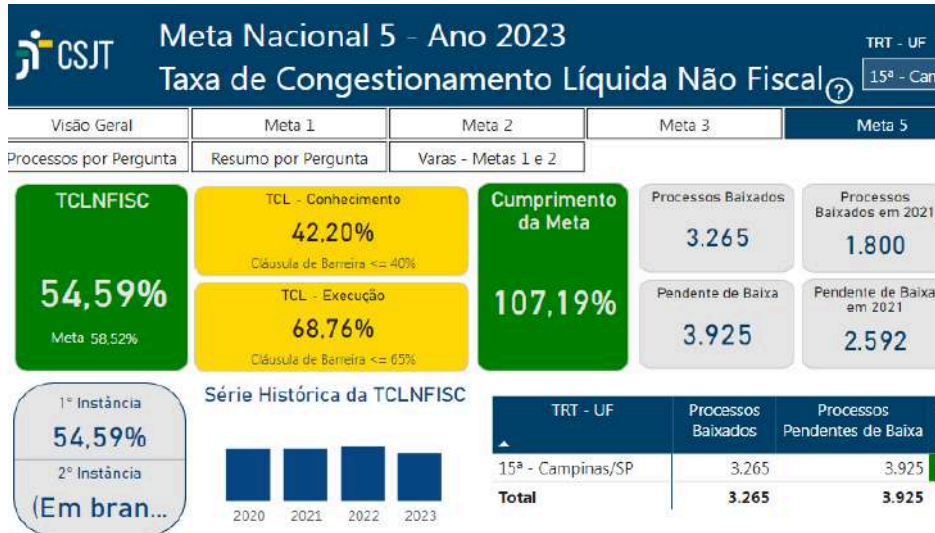 CSJT
Meta Nacional 5 - Ano 2023
Taxa de Congestionamento Líquida Não Fiscal
?
TRT - UF
15ª - Cam
Visão Geral
Meta 1
Meta 2
Meta 3
Meta 5
Processos por Pergunta
Resumo por Pergunta
Varas - Metas 1 e 2
TCLNFISC
54,59%
Meta 58,52%
TCL - Conhecimento
42,20%
Cláusula de Barreira <= 40%
TCL - Execução
68,76%
Cláusula de Barreira <= 65%
Cumprimento
da Meta
107,19%
Processos Baixados
3.265
Processos
Baixados em 2021
1.800
Pendente de Baixa
3.925
Pendente de Baixa
em 2021
2.592
1ª Instância
54,59%
2ª Instância
(Em bran...
Série Histórica da TCLNFISC
2020 2021 2022 2023
TRT - UF
Processos
Baixados
Processos
Pendentes de Baixa
15ª - Campinas/SP 3.265 3.925
Total 3.265 3.925